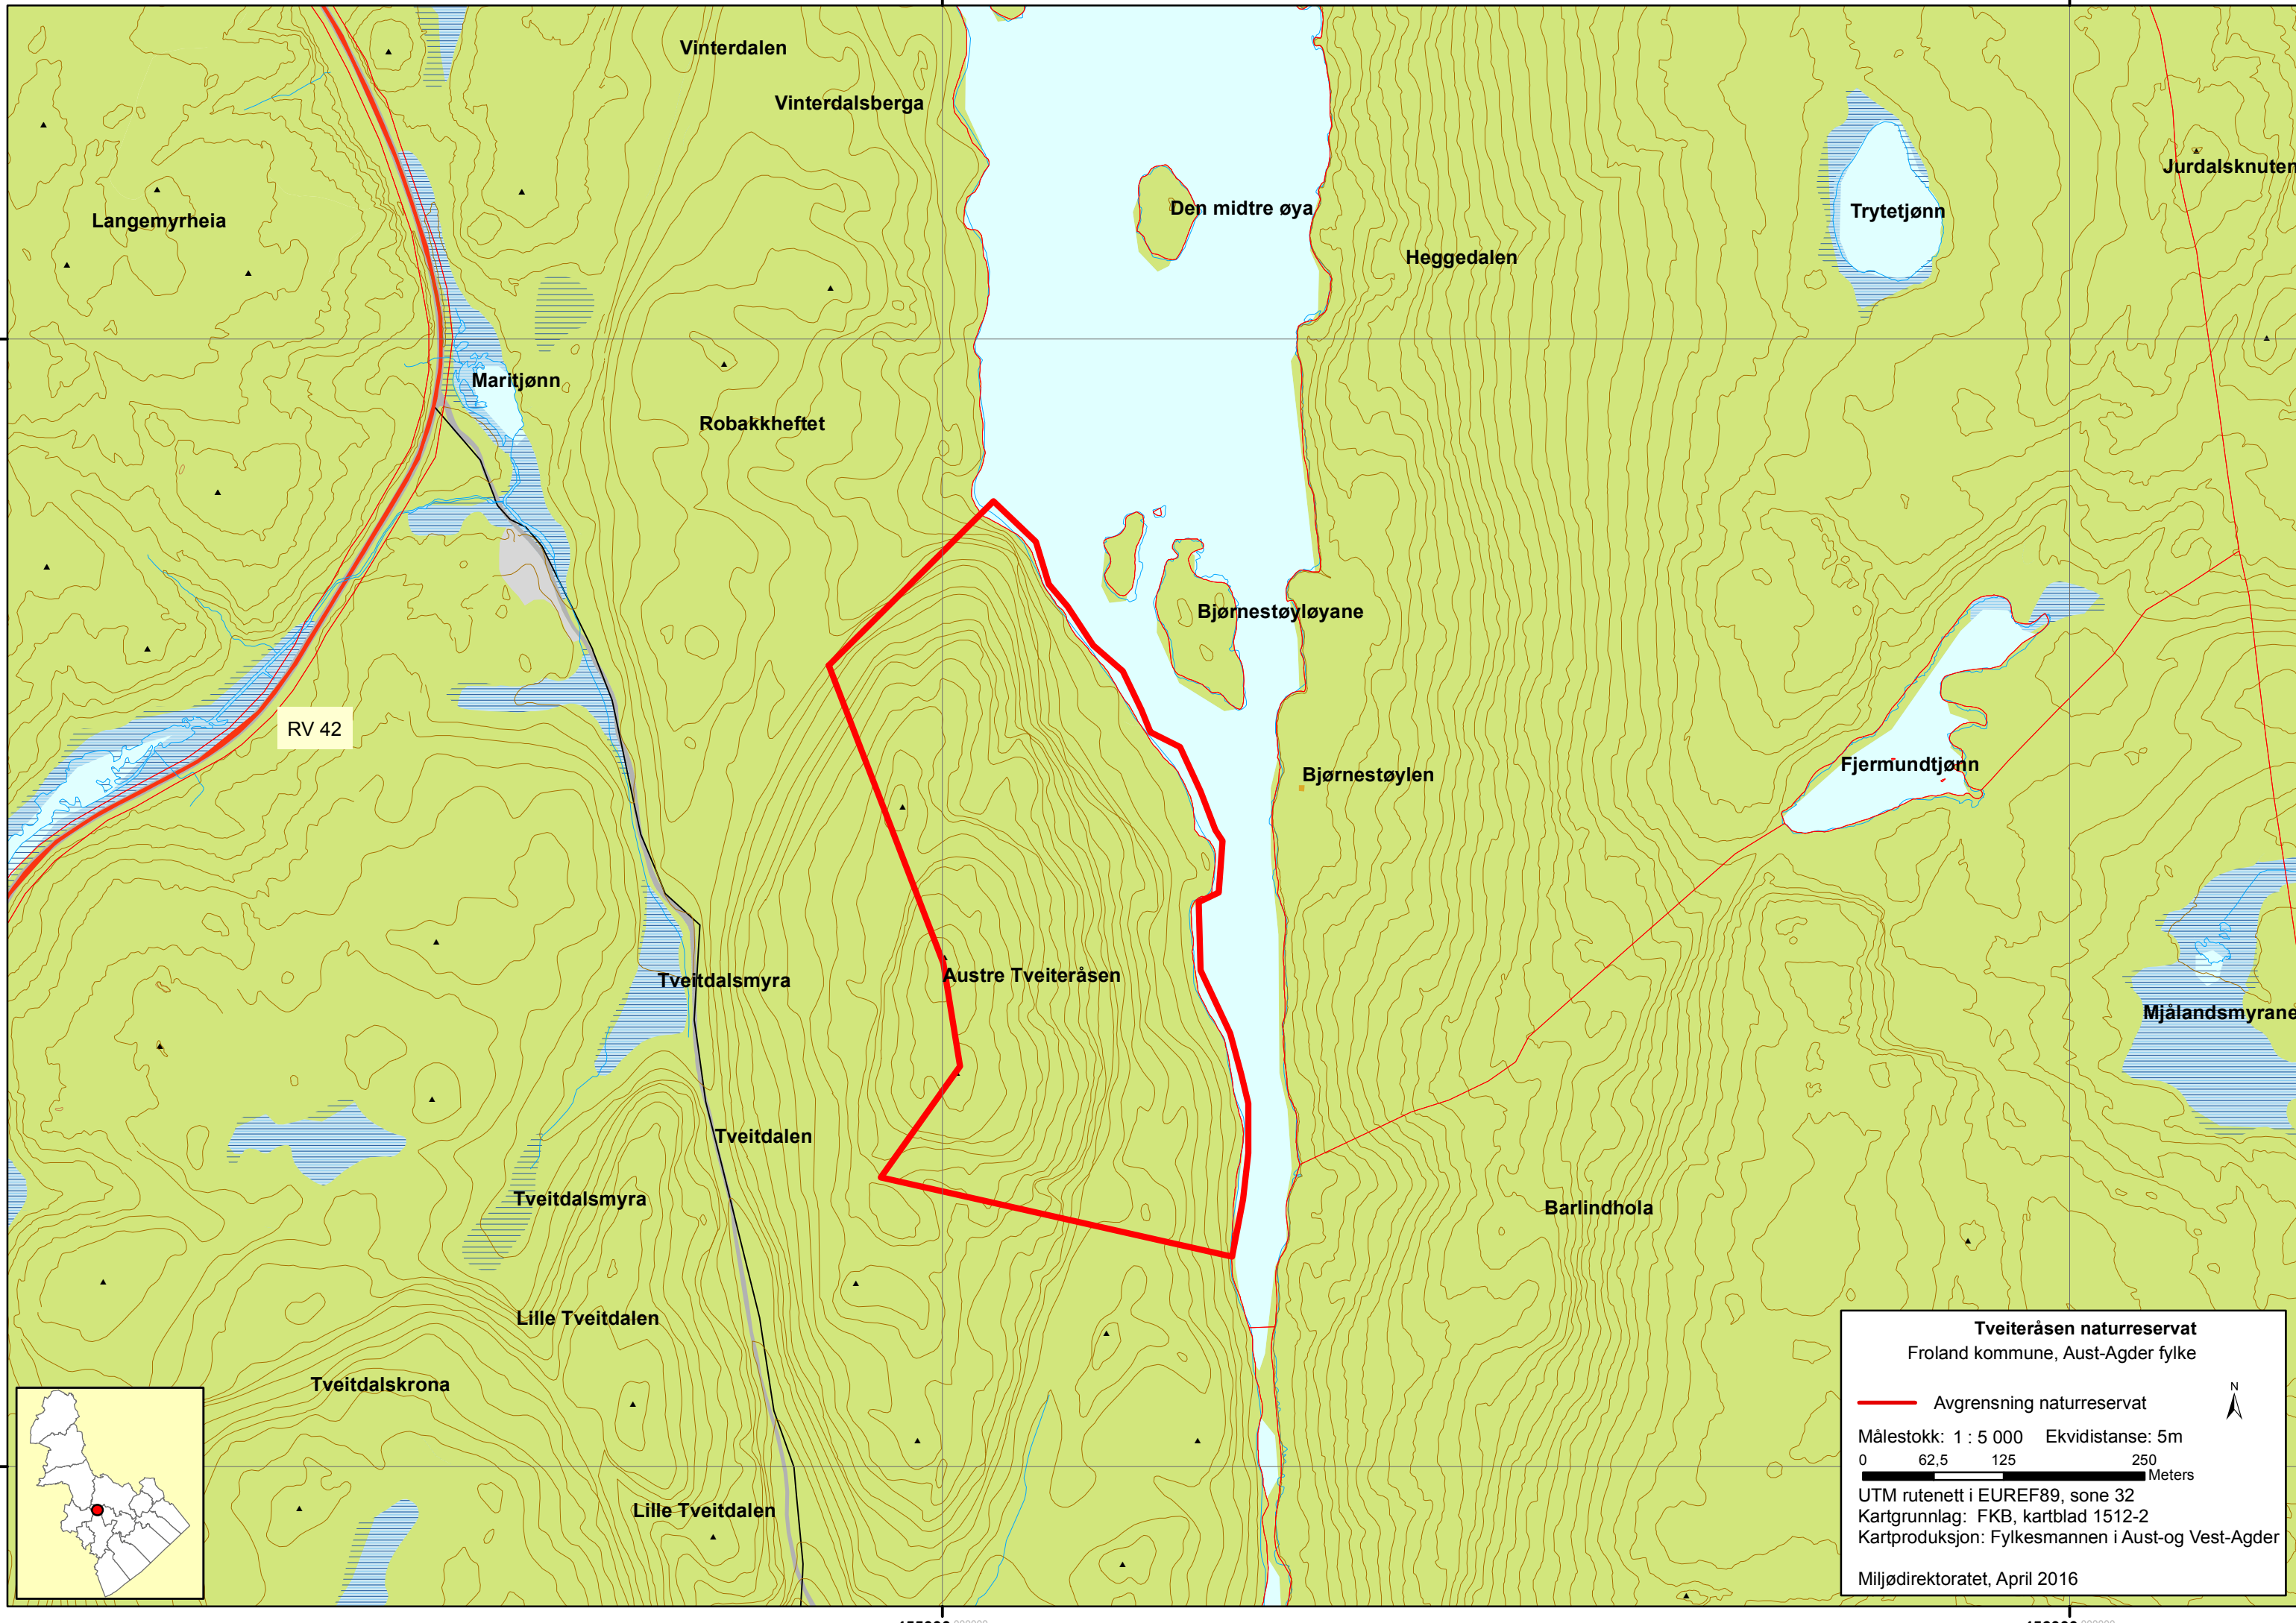 Vinterdalen
Vinterdalsberga
Jurdalsknuten
Langemyrheia
Den midtre øya
Trytetjønn
Heggedalen
Maritjønn
Robakkheftet
Bjørnestøyløyane
RV 42
Fjermundtjønn
Bjørnestøylen
Austre Tveiteråsen
Tveitdalsmyra
Mjålandsmyrane
Tveitdalen
Tveitdalsmyra
Barlindhola
Lille Tveitdalen
Tveitdalskrona
Lille Tveitdalen
Tveiteråsen naturreservat
Froland kommune, Aust-Agder fylke
N
Avgrensning naturreservat
Målestokk: 1 : 5 000 Ekvidistanse: 5m
0 62,5 125 250
Meters
UTM rutenett i EUREF89, sone 32
Kartgrunnlag: FKB, kartblad 1512-2
Kartproduksjon: Fylkesmannen i Aust-og Vest-Agder
Miljødirektoratet, April 2016